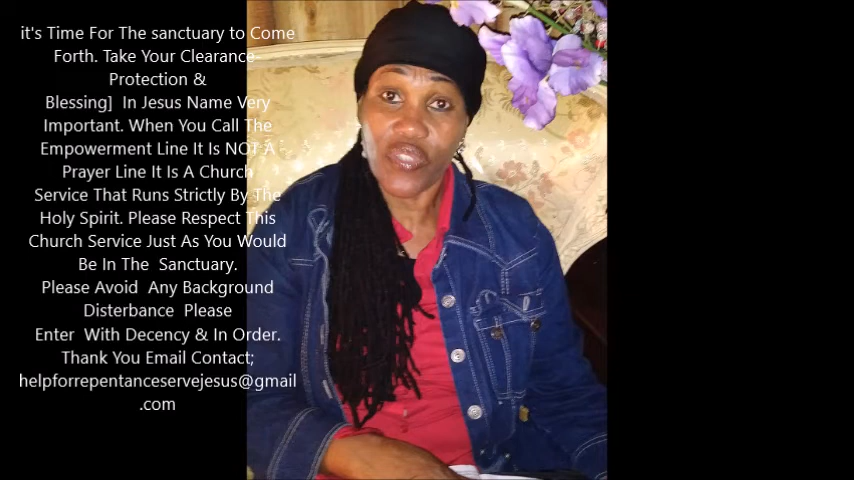 it's Time For The sanctuary to Come
Forth. Take Your Clearance
Protection &
Blessing]  In Jesus Name Very
Important. When You Call The
Empowerment Line It Is NOT A
Prayer Line It Is A Church
Service That Runs Strictly By The
Holy Spirit. Please Respect This
Church Service Just As You Would
Be In The  Sanctuary.
Please Avoid  Any Background
Disterbance  Please
Enter  With Decency & In Order.
Thank You Email Contact;
helpforrepentanceservejesus@gmail
.com